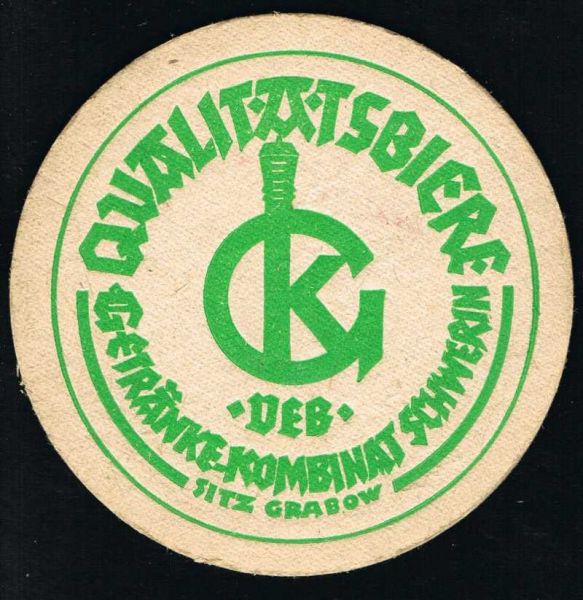 QUALITÄTSBIERE
GK
·VEB·
GETRÄNKE-KOMBINAT SCHWERIN
SITZ GRABOW